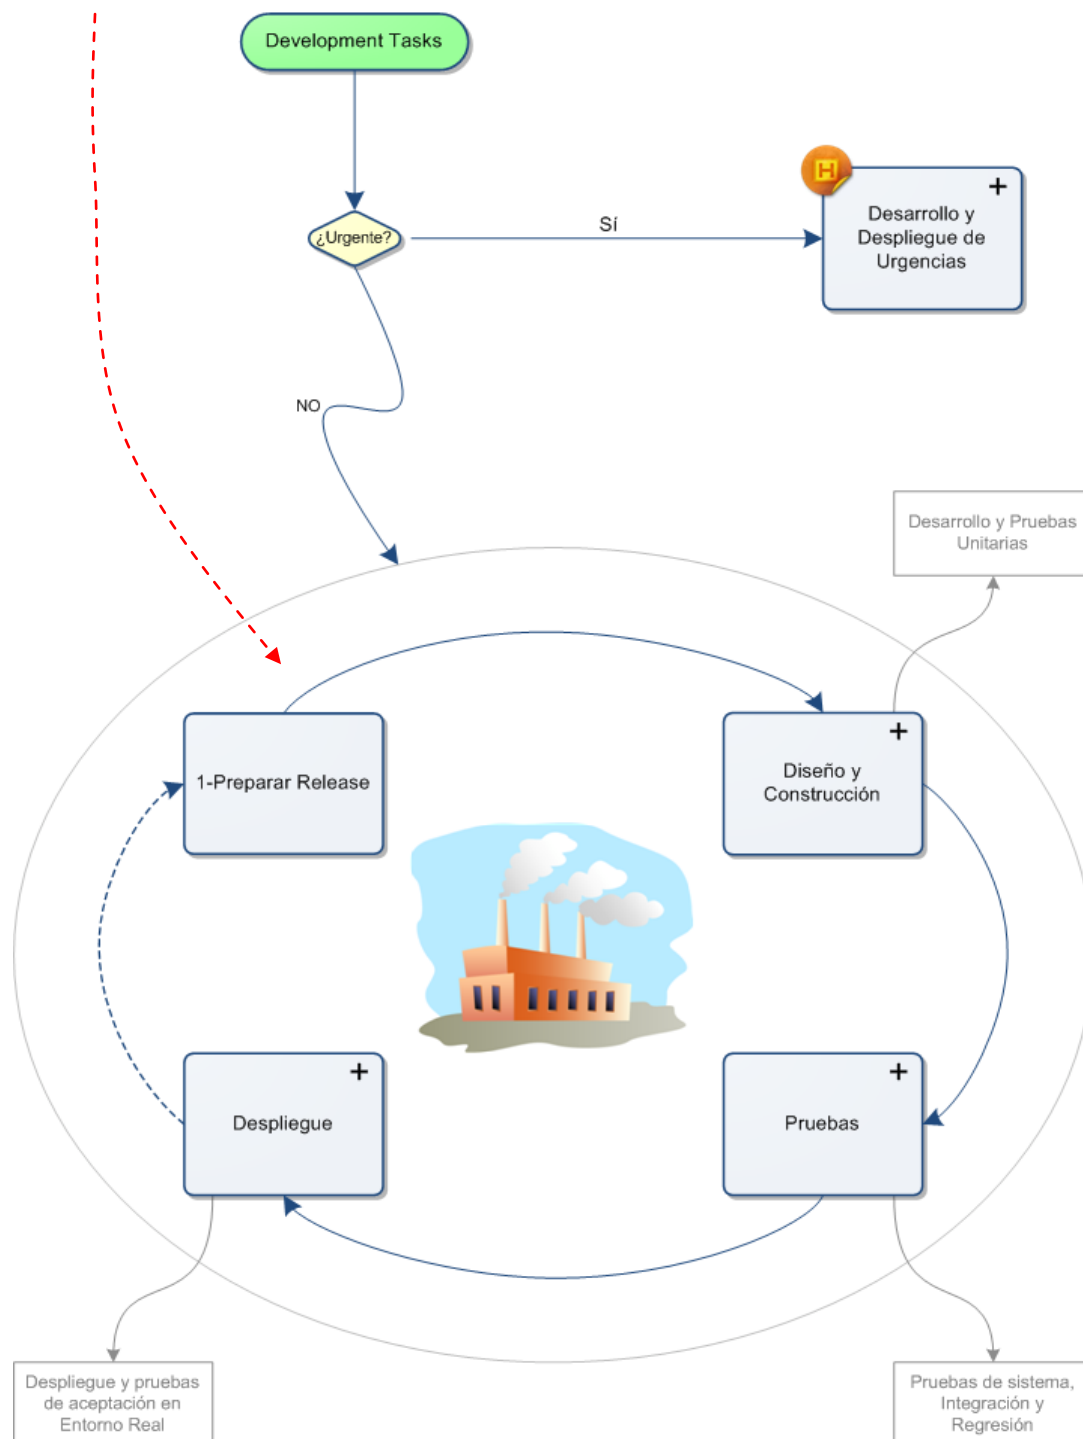 Development Tasks
¿Urgente?
Sí
H
Desarrollo y
Despliegue de
Urgencias
NO
Desarrollo y Pruebas
Unitarias
1-Preparar Release
Diseño y
Construcción
Despliegue
Pruebas
Despliegue y pruebas
de aceptación en
Entorno Real
Pruebas de sistema,
Integración y
Regresión